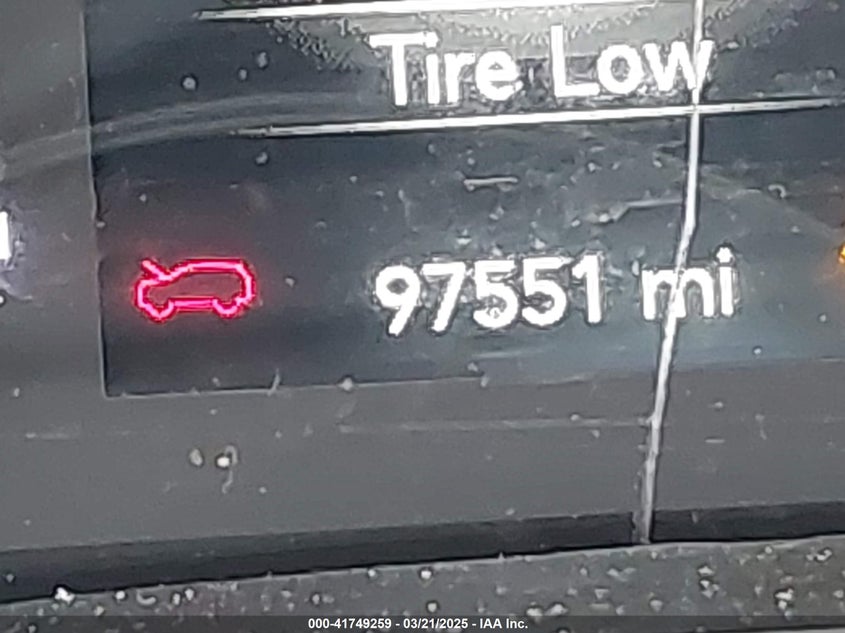 Tire Low
97551 mi
000-41749259 - 03/21/2025 - IAA Inc.